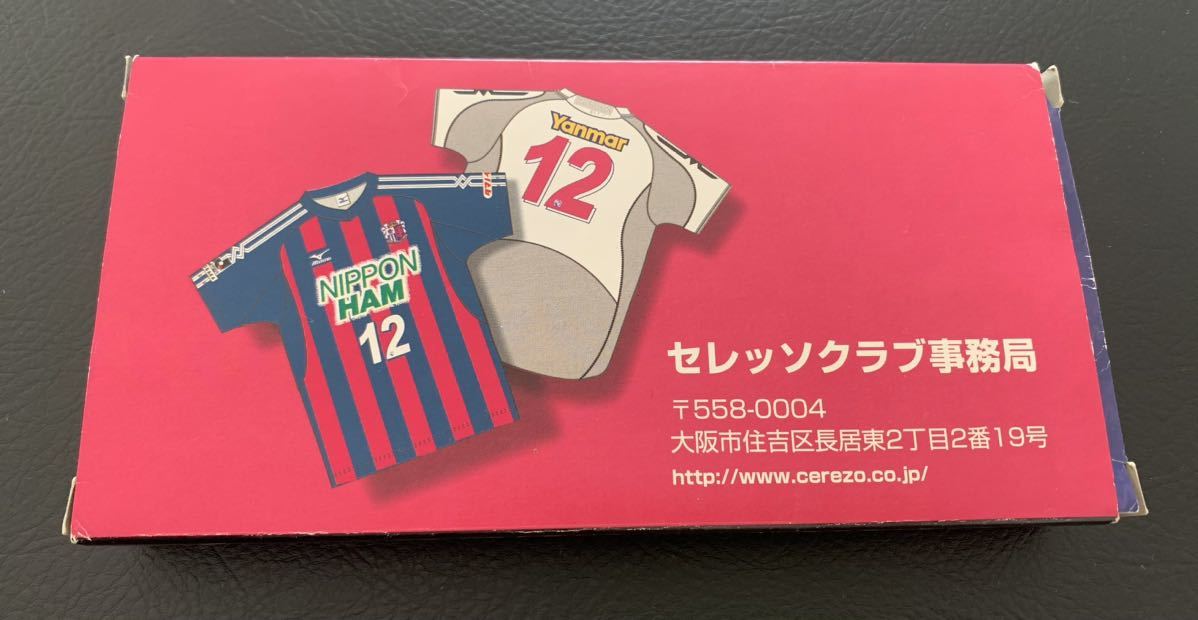 Yanmar
12
mizuno
NIPPON
HAM
12
セレッソクラブ事務局
〒558-0004
大阪市住吉区長居東2丁目2番19号
http://www.cerezo.co.jp/